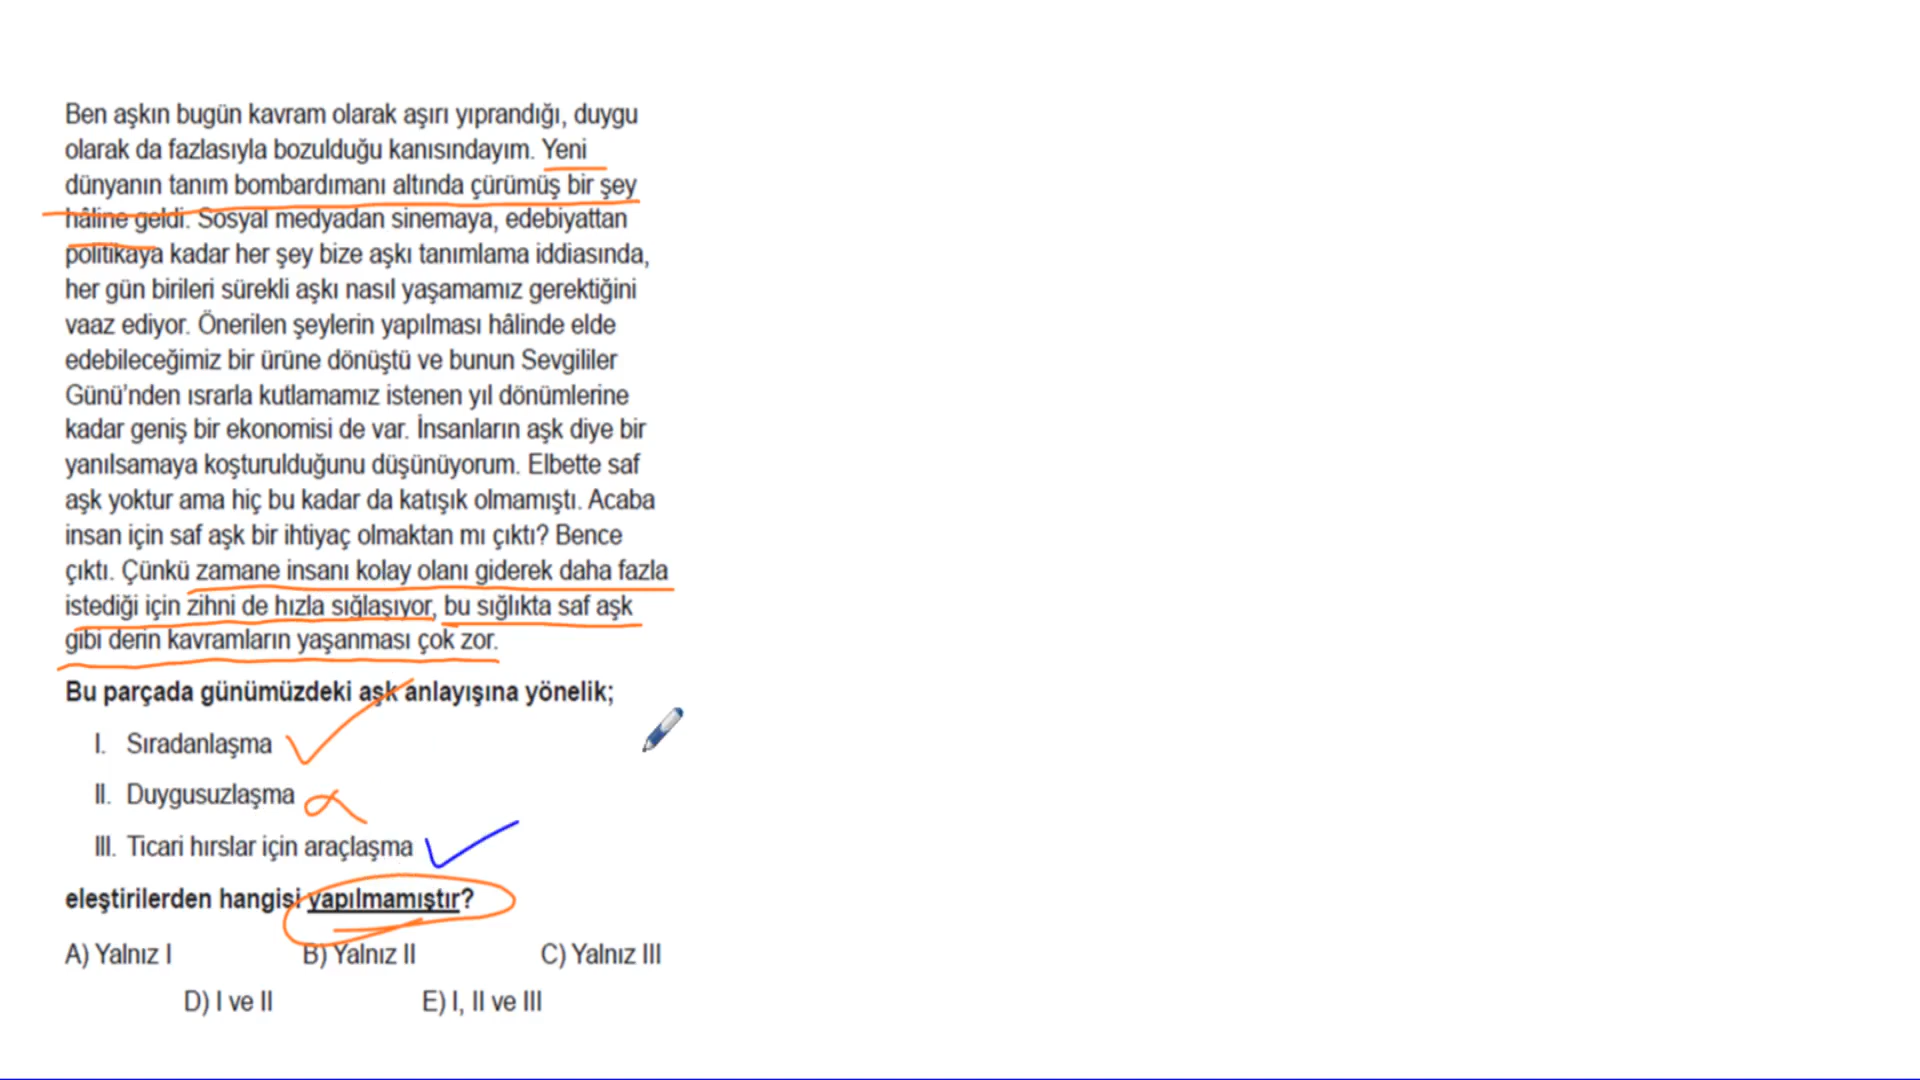 Ben aşkın bugün kavram olarak aşırı yıprandığı, duygu
olarak da fazlasıyla bozulduğu kanısındayım. Yeni
dünyanın tanım bombardımanı altında çürümüş bir şey
hâline geldi. Sosyal medyadan sinemaya, edebiyattan
politikaya kadar her şey bize aşkı tanımlama iddiasında,
her gün birileri sürekli aşkı nasıl yaşamamız gerektiğini
vaaz ediyor. Önerilen şeylerin yapılması hâlinde elde
edebileceğimiz bir ürüne dönüştü ve bunun Sevgililer
Günü'nden ısrarla kutlamamız istenen yıl dönümlerine
kadar geniş bir ekonomisi de var. İnsanların aşk diye bir
yanılsamaya koşturulduğunu düşünüyorum. Elbette saf
aşk yoktur ama hiç bu kadar da katışık olmamıştı. Acaba
insan için saf aşk bir ihtiyaç olmaktan mı çıktı? Bence
çıktı. Çünkü zamane insanı kolay olanı giderek daha fazla
istediği için zihni de hızla sığlaşıyor, bu sığlıkta saf aşk
gibi derin kavramların yaşanması çok zor.
Bu parçada günümüzdeki aşk anlayışına yönelik;
I. Sıradanlaşma
II. Duygusuzlaşma
III. Ticari hırslar için araçlaşma
eleştirilerden hangisi yapılmamıştır?
A) Yalnız I B) Yalnız II C) Yalnız III
D) I ve II E) I, II ve III